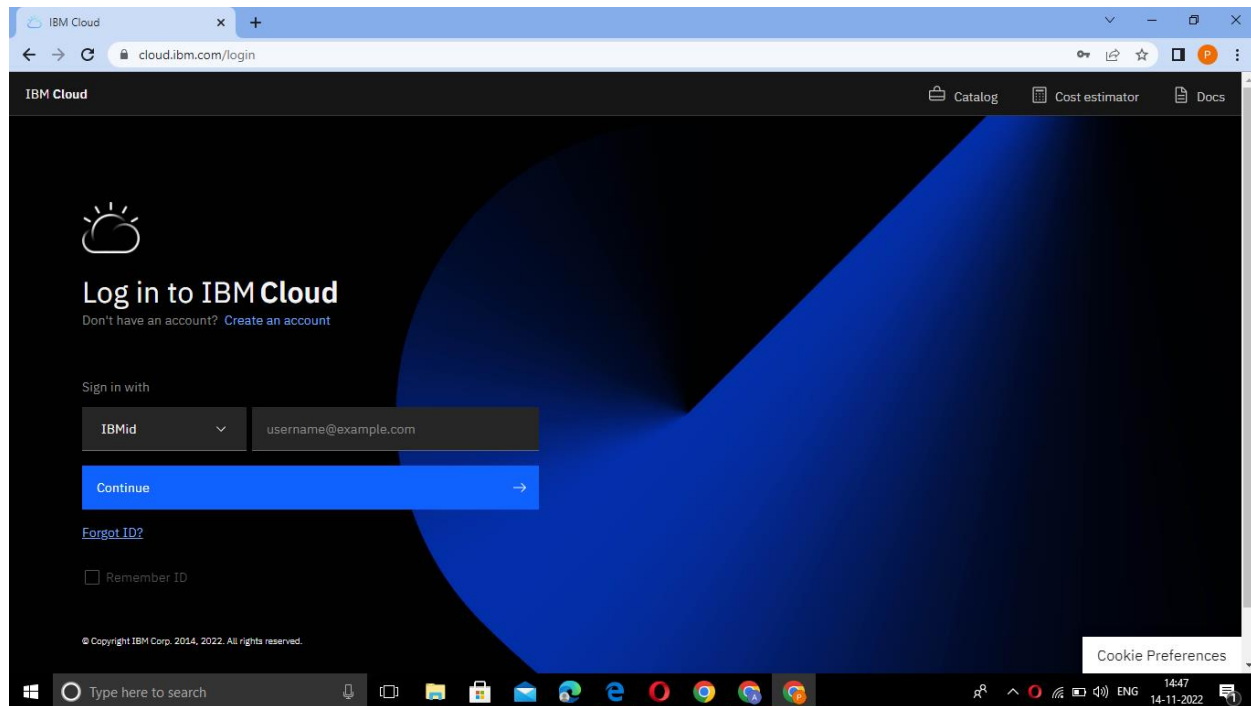 IBM Cloud
cloud.ibm.com/login
P
IBM Cloud
Catalog
Cost estimator
Docs
Log in to IBM Cloud
Don't have an account? Create an account
Sign in with
IBMid
username@example.com
Continue
Forgot ID?
Remember ID
© Copyright IBM Corp. 2014, 2022. All rights reserved.
Cookie Preferences
Type here to search
A
P
ENG
14:47
14-11-2022
1